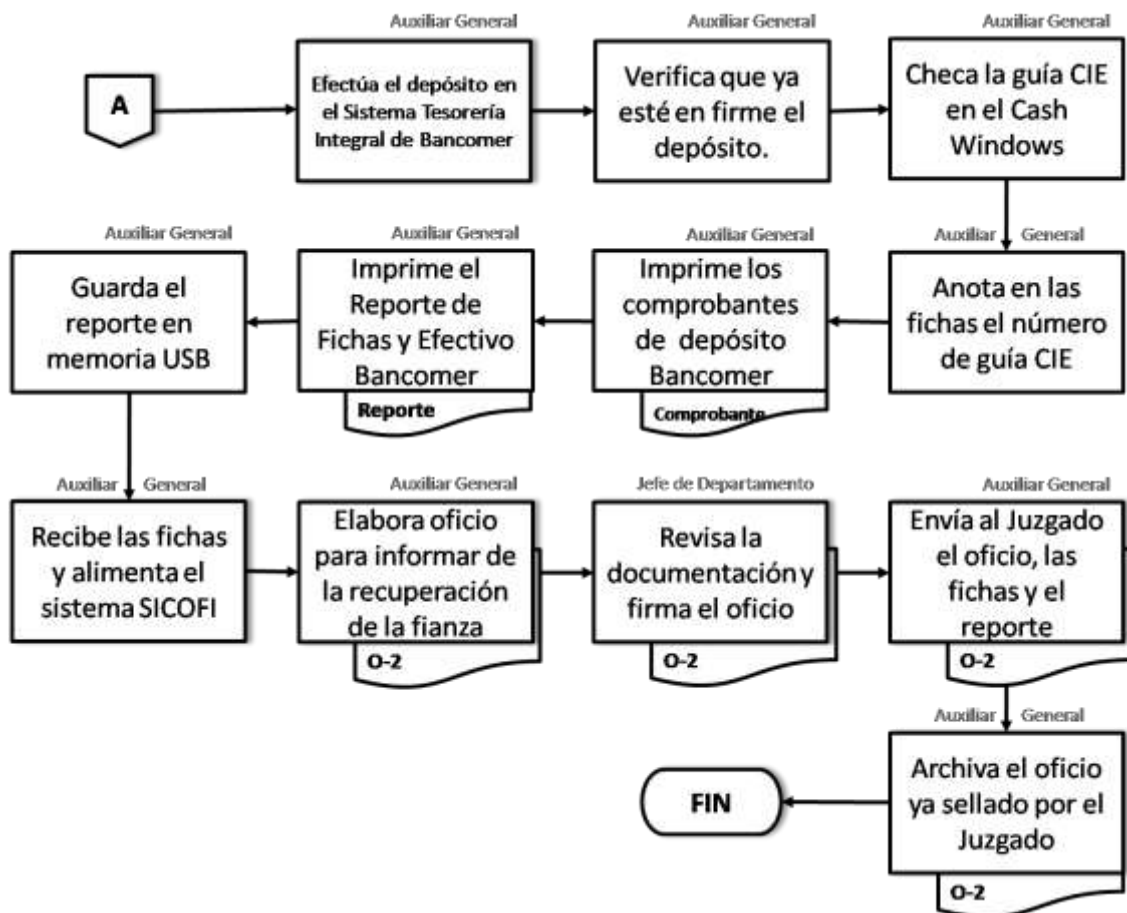 Auxiliar General
Auxiliar General
Auxiliar General
A
Efectúa el depósito en
el Sistema Tesorería
Integral de Bancomer
Verifica que ya
esté en firme el
depósito.
Checa la guía CIE
en el Cash
Windows
Auxiliar General
Auxiliar General
Auxiliar General
Auxiliar General
Guarda el
reporte en
memoria USB
Imprime el
Reporte de
Fichas y Efectivo
Bancomer
Reporte
Imprime los
comprobantes
de depósito
Bancomer
Comprobante
Anota en las
fichas el número
de guía CIE
Auxiliar General
Auxiliar General
Jefe de Departamento
Auxiliar General
Recibe las fichas
y alimenta el
sistema SICOFI
Elabora oficio
para informar de
la recuperación
de la fianza
O-2
Revisa la
documentación y
firma el oficio
O-2
Envía al Juzgado
el oficio, las
fichas y el
reporte
O-2
Auxiliar General
FIN
Archiva el oficio
ya sellado por el
Juzgado
O-2